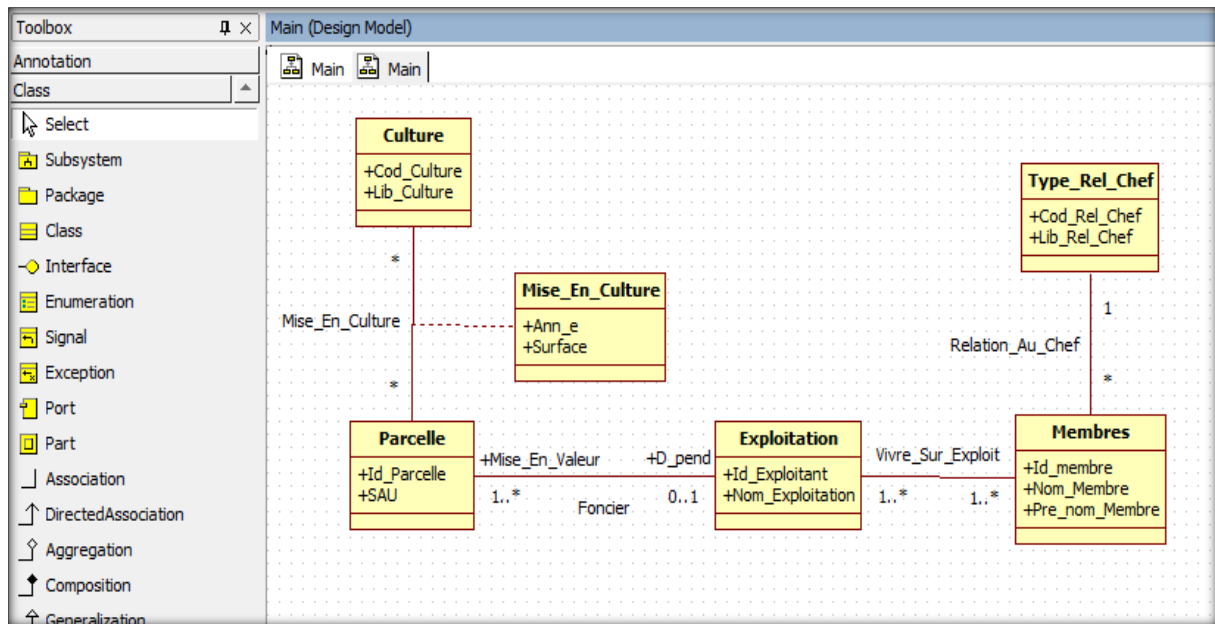 Toolbox
Main (Design Model)
Annotation
Class
Main
Main
Select
Subsystem
Package
Class
Interface
Enumeration
Signal
Exception
Port
Part
Association
DirectedAssociation
Aggregation
Composition
Generalization
Culture
+Cod_Culture
+Lib_Culture
*
Mise_En_Culture
*
Mise_En_Culture
+Ann_e
+Surface
Type_Rel_Chef
+Cod_Rel_Chef
+Lib_Rel_Chef
1
Relation_Au_Chef
*
Parcelle
+Id_Parcelle
+SAU
+Mise_En_Valeur
+D_pend
1..*
Foncier
0..1
Exploitation
+Id_Exploitant
+Nom_Exploitation
Vivre_Sur_Exploit
1..*
1..*
Membres
+Id_membre
+Nom_Membre
+Pre_nom_Membre